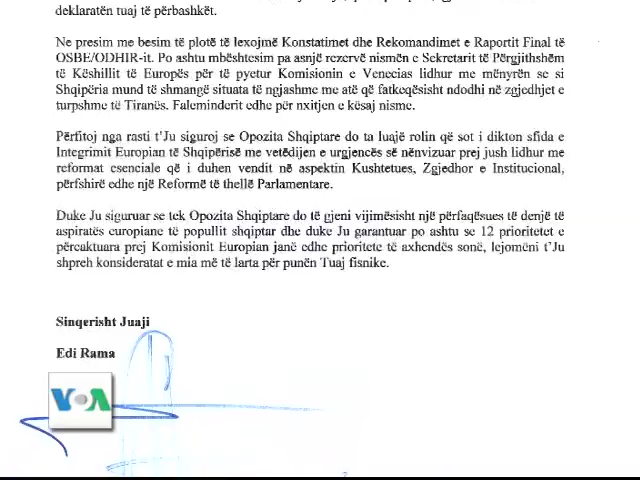 deklaratën tuaj të përbashkët.
Ne presim me besim të plotë të lexojmë Konstatimet dhe Rekomandimet e Raportit Final të
OSBE/ODHIR-it. Po ashtu mbështesim pa asnjë rezervë nismën e Sekretarit të Përgjithshëm
të Këshillit të Europës për të pyetur Komisionin e Venecias lidhur me mënyrën se si
Shqipëria mund të shmangë situata të ngjashme me atë që fatkeqësisht ndodhi në zgjedhjet e
turpshme të Tiranës. Faleminderit edhe për nxitjen e kësaj nisme.
Përfitoj nga rasti t'Ju siguroj se Opozita Shqiptare do ta luajë rolin që sot i dikton sfida e
Integrimit Europian të Shqipërisë me vetëdijen e urgjencës së nënvizuar prej jush lidhur me
reformat esenciale që i duhen vendit në aspektin Kushtetues, Zgjedhor e Institucional,
përfshirë edhe një Reformë të thellë Parlamentare.
Duke Ju siguruar se tek Opozita Shqiptare do të gjeni vijimësisht një përfaqësues të denjë të
aspiratës europiane të popullit shqiptar dhe duke Ju garantuar po ashtu se 12 prioritetet e
përcaktuara prej Komisionit Europian janë edhe prioritete të axhendës sonë, lejomëni t'Ju
shpreh konsideratat e mia më të larta për punën Tuaj fisnike.
Sinqerisht Juaji
Edi Rama
VOA